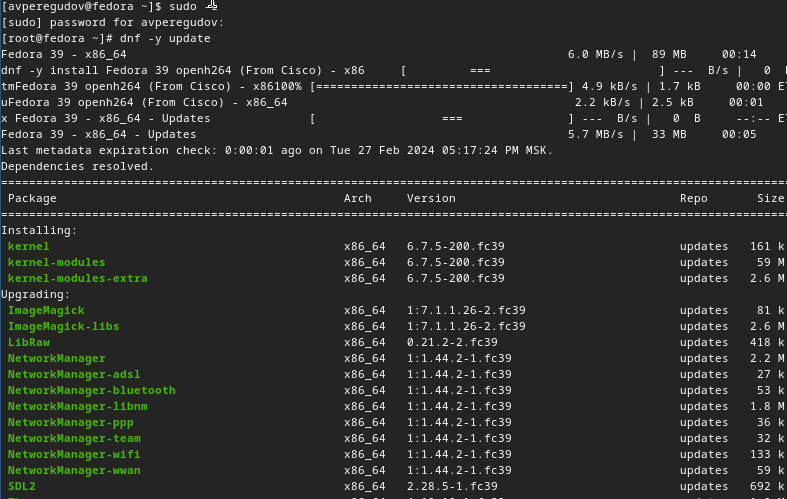 [avperegudov@fedora ~]$ sudo
[sudo] password for avperegudov:
[root@fedora ~]# dnf -y update
Fedora 39 - x86_64 6.0 MB/s | 89 MB 00:14
dnf -y install Fedora 39 openh264 (From Cisco) - x86 [ === ] --- B/s | 0
tmFedora 39 openh264 (From Cisco) - x86100% [====================================] 4.9 kB/s | 1.7 kB 00:00 ET
uFedora 39 openh264 (From Cisco) - x86_64 2.2 kB/s | 2.5 kB 00:01
x Fedora 39 - x86_64 - Updates [ === ] --- B/s | 0 B --:-- ET
Fedora 39 - x86_64 - Updates 5.7 MB/s | 33 MB 00:05
Last metadata expiration check: 0:00:01 ago on Tue 27 Feb 2024 05:17:24 PM MSK.
Dependencies resolved.
Package Arch Version Repo Size
Installing:
kernel x86_64 6.7.5-200.fc39 updates 161 k
kernel-modules x86_64 6.7.5-200.fc39 updates 59 M
kernel-modules-extra x86_64 6.7.5-200.fc39 updates 2.6 M
Upgrading:
ImageMagick x86_64 1:7.1.1.26-2.fc39 updates 81 k
ImageMagick-libs x86_64 1:7.1.1.26-2.fc39 updates 2.6 M
LibRaw x86_64 0.21.2-2.fc39 updates 418 k
NetworkManager x86_64 1:1.44.2-1.fc39 updates 2.2 M
NetworkManager-adsl x86_64 1:1.44.2-1.fc39 updates 27 k
NetworkManager-bluetooth x86_64 1:1.44.2-1.fc39 updates 53 k
NetworkManager-libnm x86_64 1:1.44.2-1.fc39 updates 1.8 M
NetworkManager-ppp x86_64 1:1.44.2-1.fc39 updates 36 k
NetworkManager-team x86_64 1:1.44.2-1.fc39 updates 32 k
NetworkManager-wifi x86_64 1:1.44.2-1.fc39 updates 133 k
NetworkManager-wwan x86_64 1:1.44.2-1.fc39 updates 59 k
SDL2 x86_64 2.28.5-1.fc39 updates 692 k